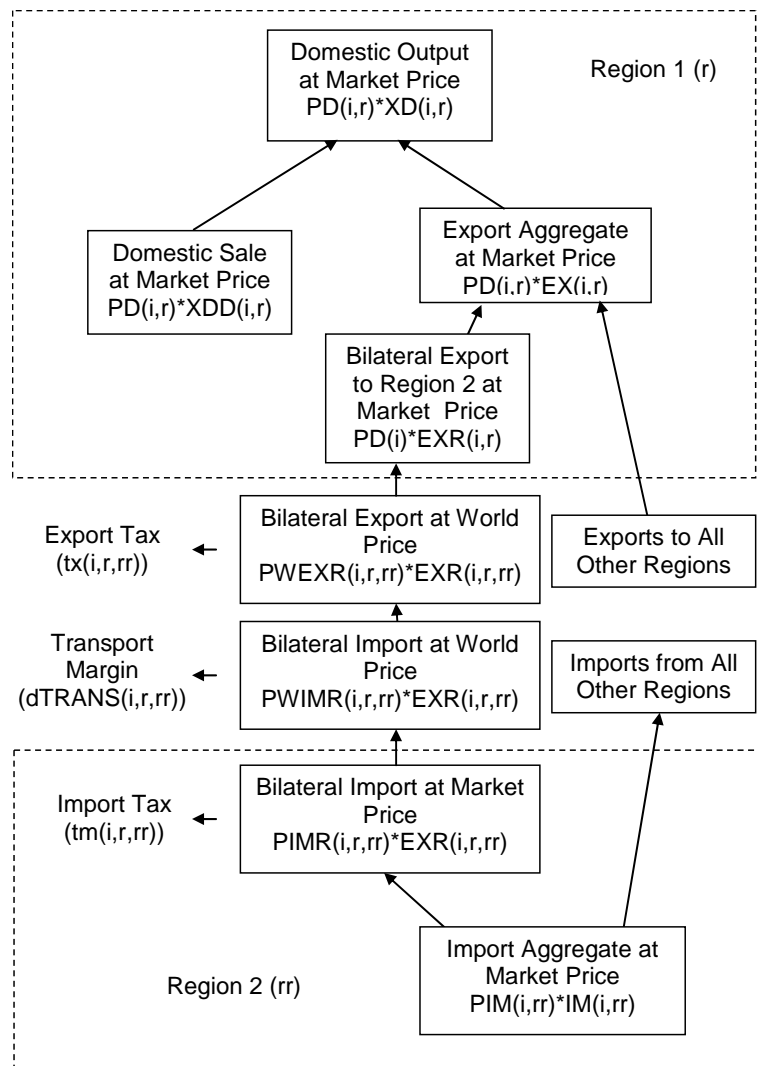 Domestic Output
at Market Price
PD(i,r)*XD(i,r)
Region 1 (r)
Domestic Sale
at Market Price
PD(i,r)*XDD(i,r)
Export Aggregate
at Market Price
PD(i,r)*EX(i,r)
Bilateral Export
to Region 2 at
Market Price
PD(i)*EXR(i,r)
Export Tax
(tx(i,r,rr))
Bilateral Export at World
Price
PWEXR(i,r,rr)*EXR(i,r,rr)
Exports to All
Other Regions
Transport
Margin
(dTRANS(i,r,rr))
Bilateral Import at World
Price
PWIMR(i,r,rr)*EXR(i,r,rr)
Imports from All
Other Regions
Import Tax
(tm(i,r,rr))
Bilateral Import at Market
Price
PIMR(i,r,rr)*EXR(i,r,rr)
Region 2 (rr)
Import Aggregate at
Market Price
PIM(i,rr)*IM(i,rr)